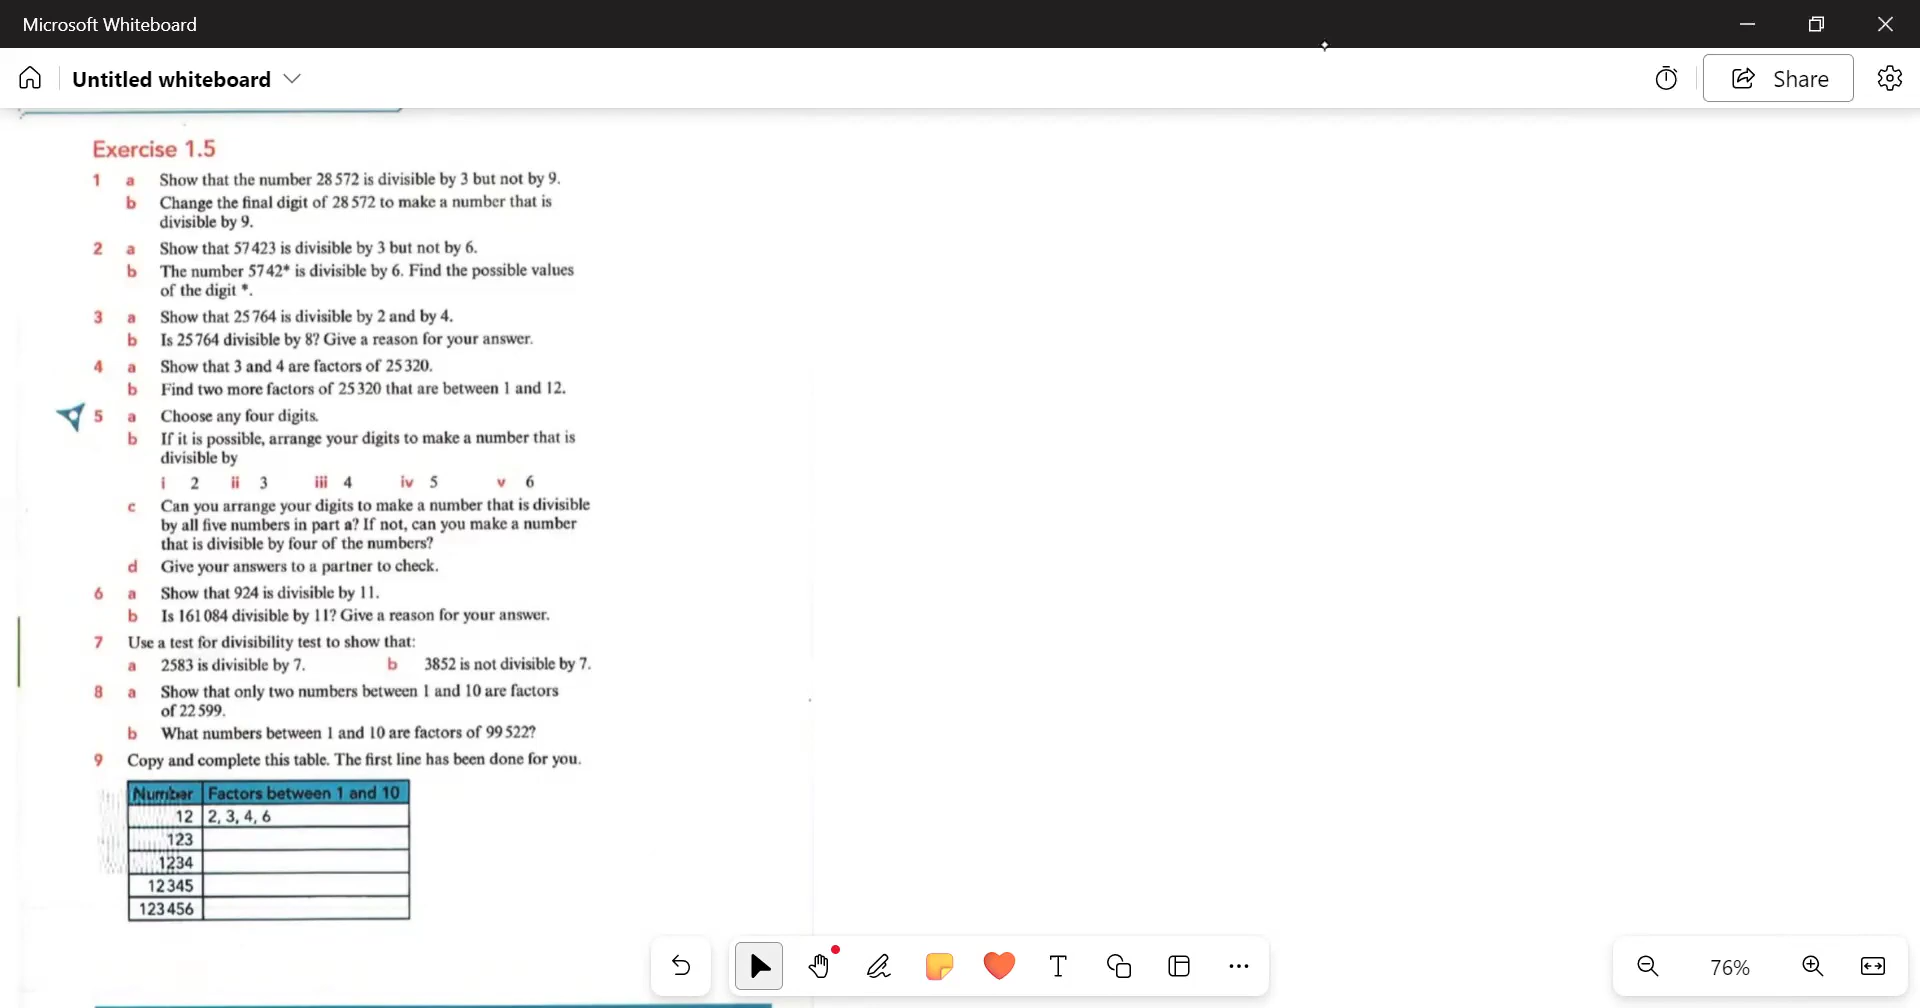 Microsoft Whiteboard
Untitled whiteboard
Share
Exercise 1.5
1 a Show that the number 28 572 is divisible by 3 but not by 9.
b Change the final digit of 28 572 to make a number that is
divisible by 9.
2 a Show that 57 423 is divisible by 3 but not by 6.
b The number 5742* is divisible by 6. Find the possible values
of the digit *.
3 a Show that 25 764 is divisible by 2 and by 4.
b Is 25 764 divisible by 8? Give a reason for your answer.
4 a Show that 3 and 4 are factors of 25 320.
b Find two more factors of 25 320 that are between 1 and 12.
5 a Choose any four digits.
b If it is possible, arrange your digits to make a number that is
divisible by
i 2 ii 3 iii 4 iv 5 v 6
c Can you arrange your digits to make a number that is divisible
by all five numbers in part a? If not, can you make a number
that is divisible by four of the numbers?
d Give your answers to a partner to check.
6 a Show that 924 is divisible by 11.
b Is 161 084 divisible by 11? Give a reason for your answer.
7 Use a test for divisibility test to show that:
a 2583 is divisible by 7. b 3852 is not divisible by 7.
8 a Show that only two numbers between 1 and 10 are factors
of 22 599.
b What numbers between 1 and 10 are factors of 99 522?
9 Copy and complete this table. The first line has been done for you.
Number Factors between 1 and 10
12 2, 3, 4, 6
123
1234
12 345
123 456
76%